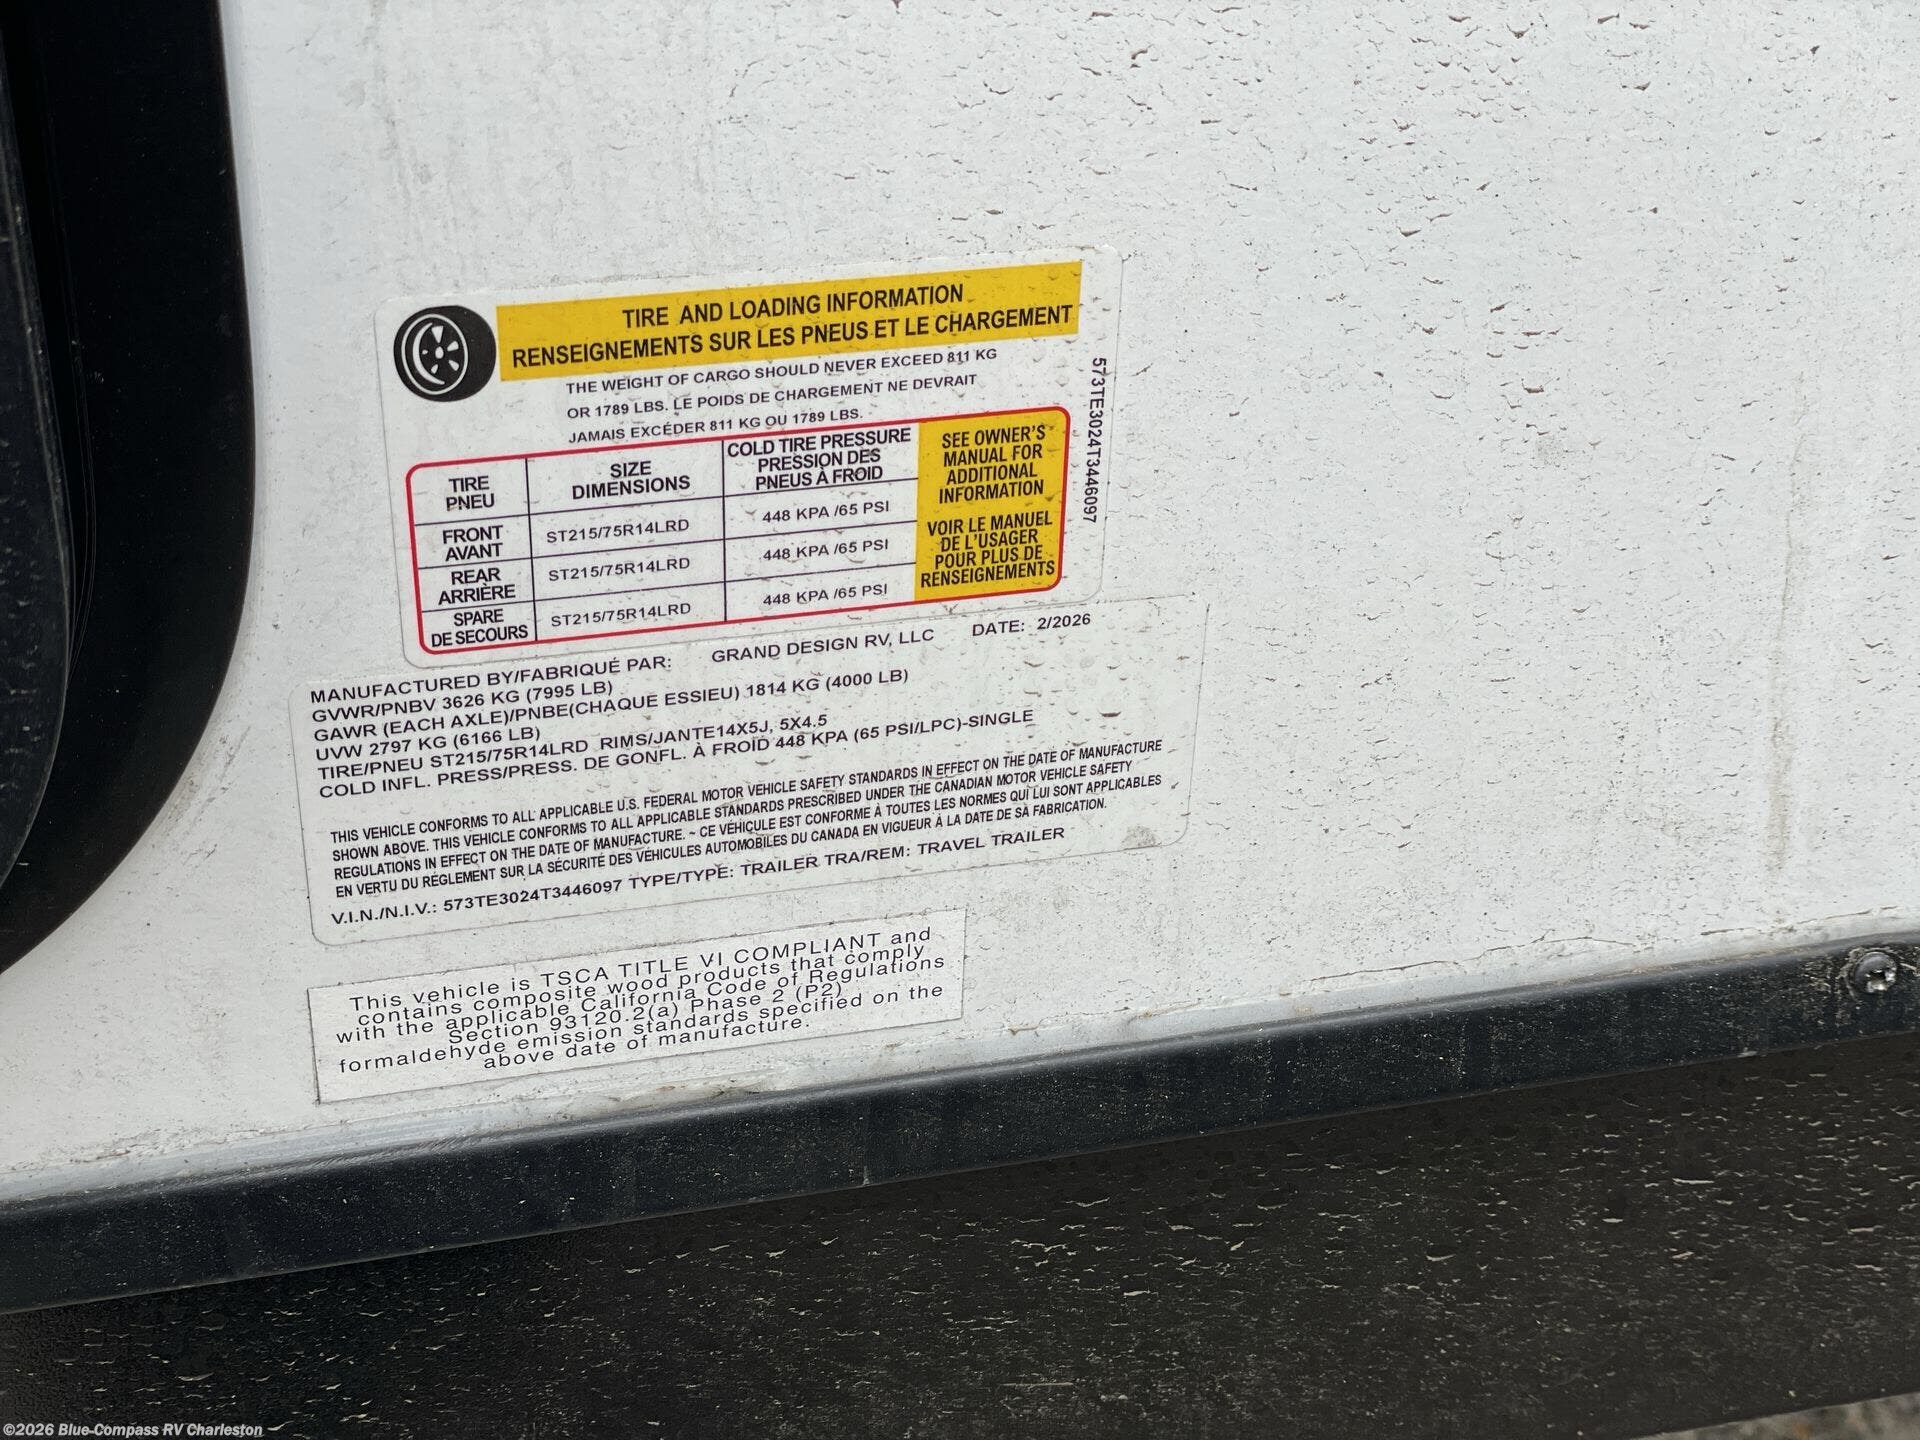 TIRE AND LOADING INFORMATION
RENSEIGNEMENTS SUR LES PNEUS ET LE CHARGEMENT
THE WEIGHT OF CARGO SHOULD NEVER EXCEED 811 KG
OR 1789 LBS. LE POIDS DE CHARGEMENT NE DEVRAIT
JAMAIS EXCÉDER 811 KG OU 1789 LBS.
TIRE
PNEU
SIZE
DIMENSIONS
COLD TIRE PRESSURE
PRESSION DES
PNEUS À FROID
FRONT
AVANT
ST215/75R14LRD
448 KPA /65 PSI
REAR
ARRIÈRE
ST215/75R14LRD
448 KPA /65 PSI
SPARE
DE SECOURS
ST215/75R14LRD
448 KPA /65 PSI
SEE OWNER'S
MANUAL FOR
ADDITIONAL
INFORMATION
VOIR LE MANUEL
DE L'USAGER
POUR PLUS DE
RENSEIGNEMENTS
573TE3024T3446097
MANUFACTURED BY/FABRIQUÉ PAR: GRAND DESIGN RV, LLC DATE: 2/2026
GVWR/PNBV 3626 KG (7995 LB)
GAWR (EACH AXLE)/PNBE(CHAQUE ESSIEU) 1814 KG (4000 LB)
UVW 2797 KG (6166 LB)
TIRE/PNEU ST215/75R14LRD RIMS/JANTE14X5J, 5X4.5
COLD INFL. PRESS/PRESS. DE GONFL. À FROID 448 KPA (65 PSI/LPC)-SINGLE
THIS VEHICLE CONFORMS TO ALL APPLICABLE U.S. FEDERAL MOTOR VEHICLE SAFETY STANDARDS IN EFFECT ON THE DATE OF MANUFACTURE
SHOWN ABOVE. THIS VEHICLE CONFORMS TO ALL APPLICABLE STANDARDS PRESCRIBED UNDER THE CANADIAN MOTOR VEHICLE SAFETY
REGULATIONS IN EFFECT ON THE DATE OF MANUFACTURE. ~ CE VÉHICULE EST CONFORME À TOUTES LES NORMES QUI LUI SONT APPLICABLES
EN VERTU DU RÉGLEMENT SUR LA SÉCURITÉ DES VÉHICULES AUTOMOBILES DU CANADA EN VIGUEUR À LA DATE DE SA FABRICATION.
V.I.N./N.I.V.: 573TE3024T3446097 TYPE/TYPE: TRAILER TRA/REM: TRAVEL TRAILER
This vehicle is TSCA TITLE VI COMPLIANT and
contains composite wood products that comply
with the applicable California Code of Regulations
Section 93120.2(a) Phase 2 (P2)
formaldehyde emission standards specified on the
above date of manufacture.
©2026 Blue-Compass RV Charleston